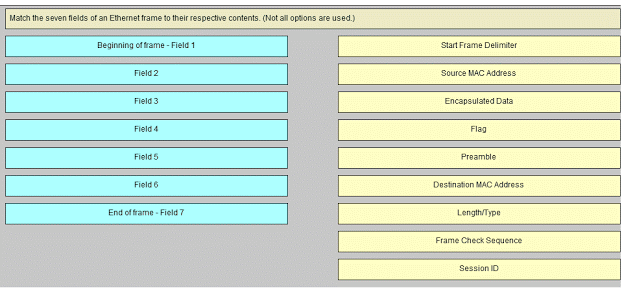 Match the seven fields of an Ethernet frame to their respective contents. (Not all options are used.)
Beginning of frame - Field 1
Field 2
Field 3
Field 4
Field 5
Field 6
End of frame - Field 7
Start Frame Delimiter
Source MAC Address
Encapsulated Data
Flag
Preamble
Destination MAC Address
Length/Type
Frame Check Sequence
Session ID